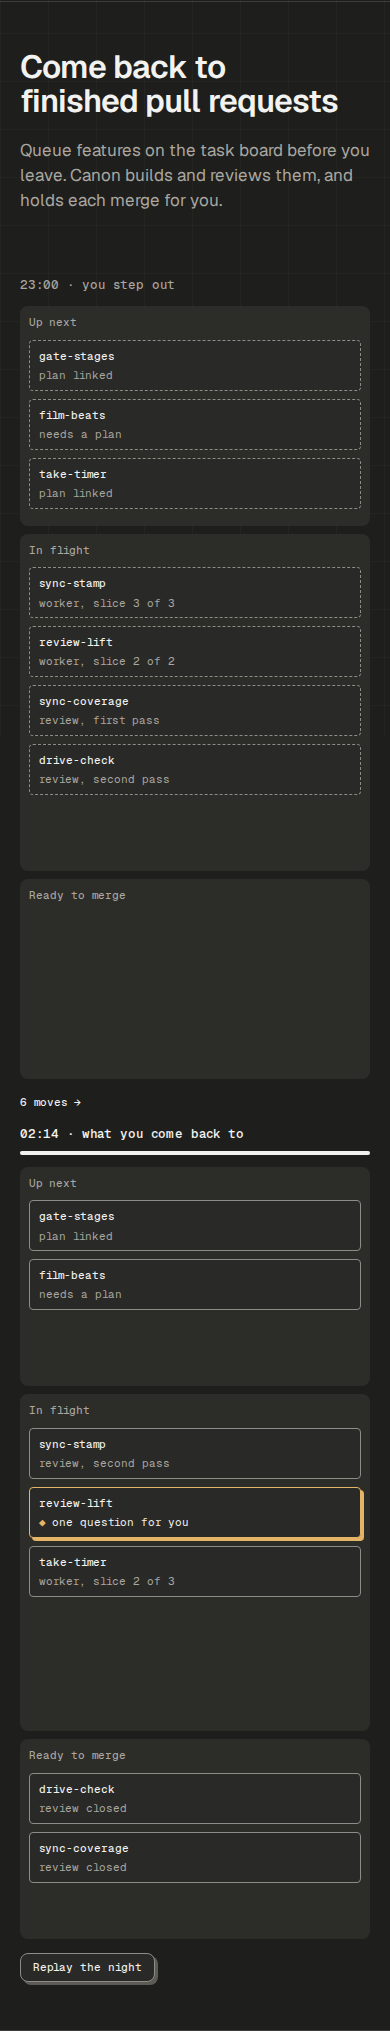 Come back to
finished pull requests
Queue features on the task board before you
leave. Canon builds and reviews them, and
holds each merge for you.
23:00 · you step out
Up next
gate-stages
plan linked
film-beats
needs a plan
take-timer
plan linked
In flight
sync-stamp
worker, slice 3 of 3
review-lift
worker, slice 2 of 2
sync-coverage
review, first pass
drive-check
review, second pass
Ready to merge
6 moves →
02:14 · what you come back to
Up next
gate-stages
plan linked
film-beats
needs a plan
In flight
sync-stamp
review, second pass
review-lift
◆ one question for you
take-timer
worker, slice 2 of 3
Ready to merge
drive-check
review closed
sync-coverage
review closed
Replay the night